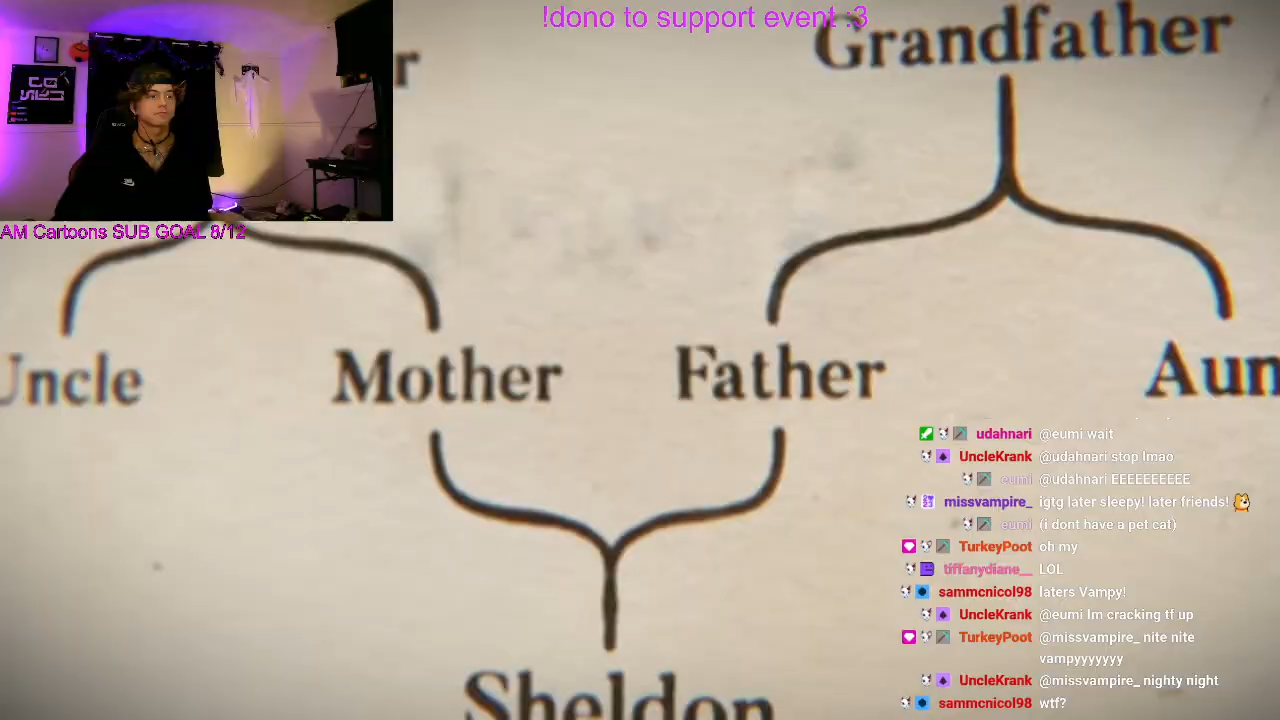 !dono to support event :3
Grandfather
r
AM Cartoons SUB GOAL 8/12
Uncle
Mother
Father
Aun
Sheldon
udahnari @eumi wait
UncleKrank @udahnari stop lmao
eumi @udahnari EEEEEEEEEE
missvampire_ igtg later sleepy! later friends!
eumi (i dont have a pet cat)
TurkeyPoot oh my
tiffanydiane__ LOL
sammcnicol98 laters Vampy!
UncleKrank @eumi Im cracking tf up
TurkeyPoot @missvampire_ nite nite
vampyyyyyyy
UncleKrank @missvampire_ nighty night
sammcnicol98 wtf?